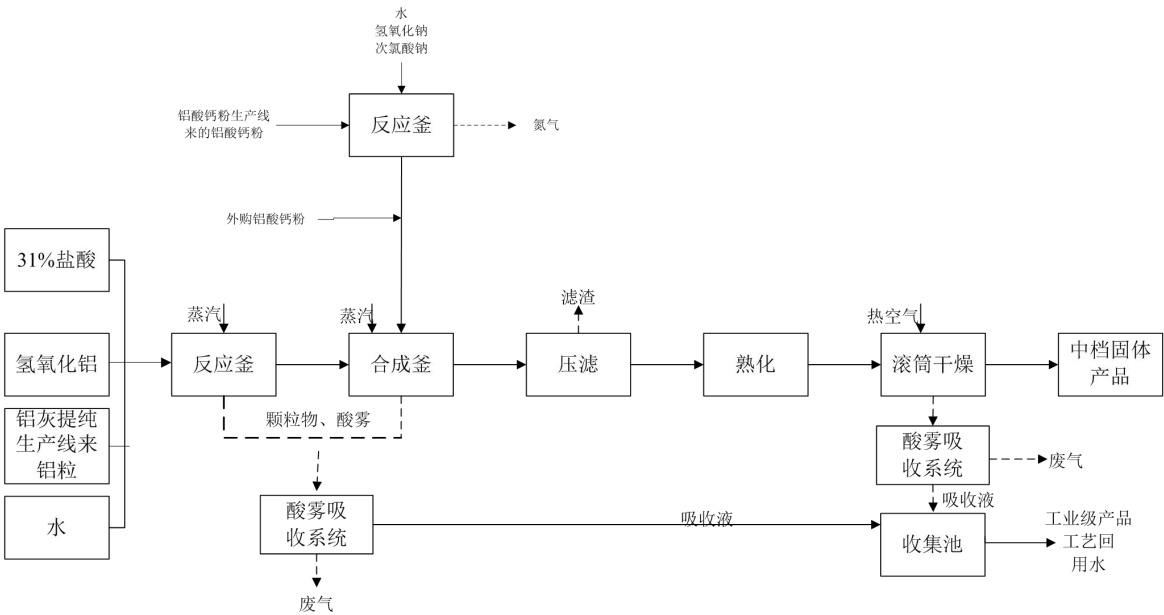 水
氢氧化钠
次氯酸钠
铝酸钙粉生产线
来的铝酸钙粉
反应釜
氮气
外购铝酸钙粉
31%盐酸
氢氧化铝
铝灰提纯
生产线来
铝粒
水
蒸汽
反应釜
蒸汽
合成釜
滤渣
压滤
熟化
热空气
滚筒干燥
中档固体
产品
颗粒物、酸雾
酸雾吸
收系统
废气
吸收液
酸雾吸
收系统
废气
吸收液
收集池
工业级产品
工艺回
用水